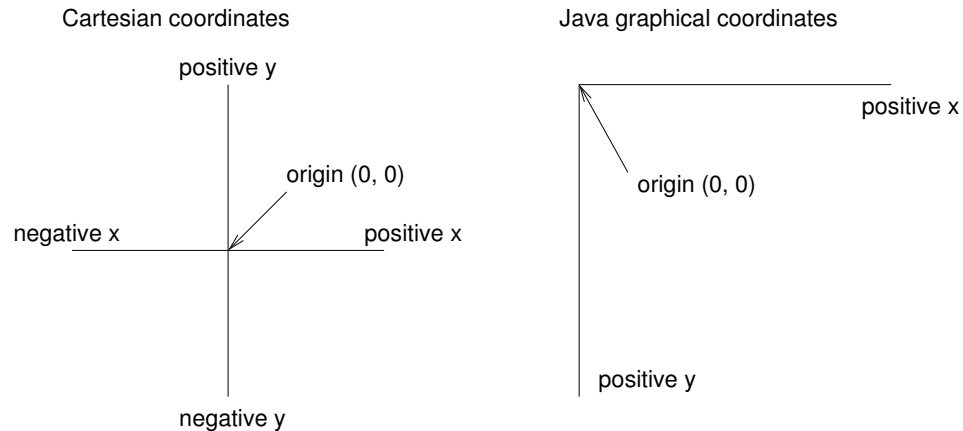 Cartesian coordinates
positive y
origin (0, 0)
negative x
positive x
negative y
Java graphical coordinates
positive x
origin (0, 0)
positive y